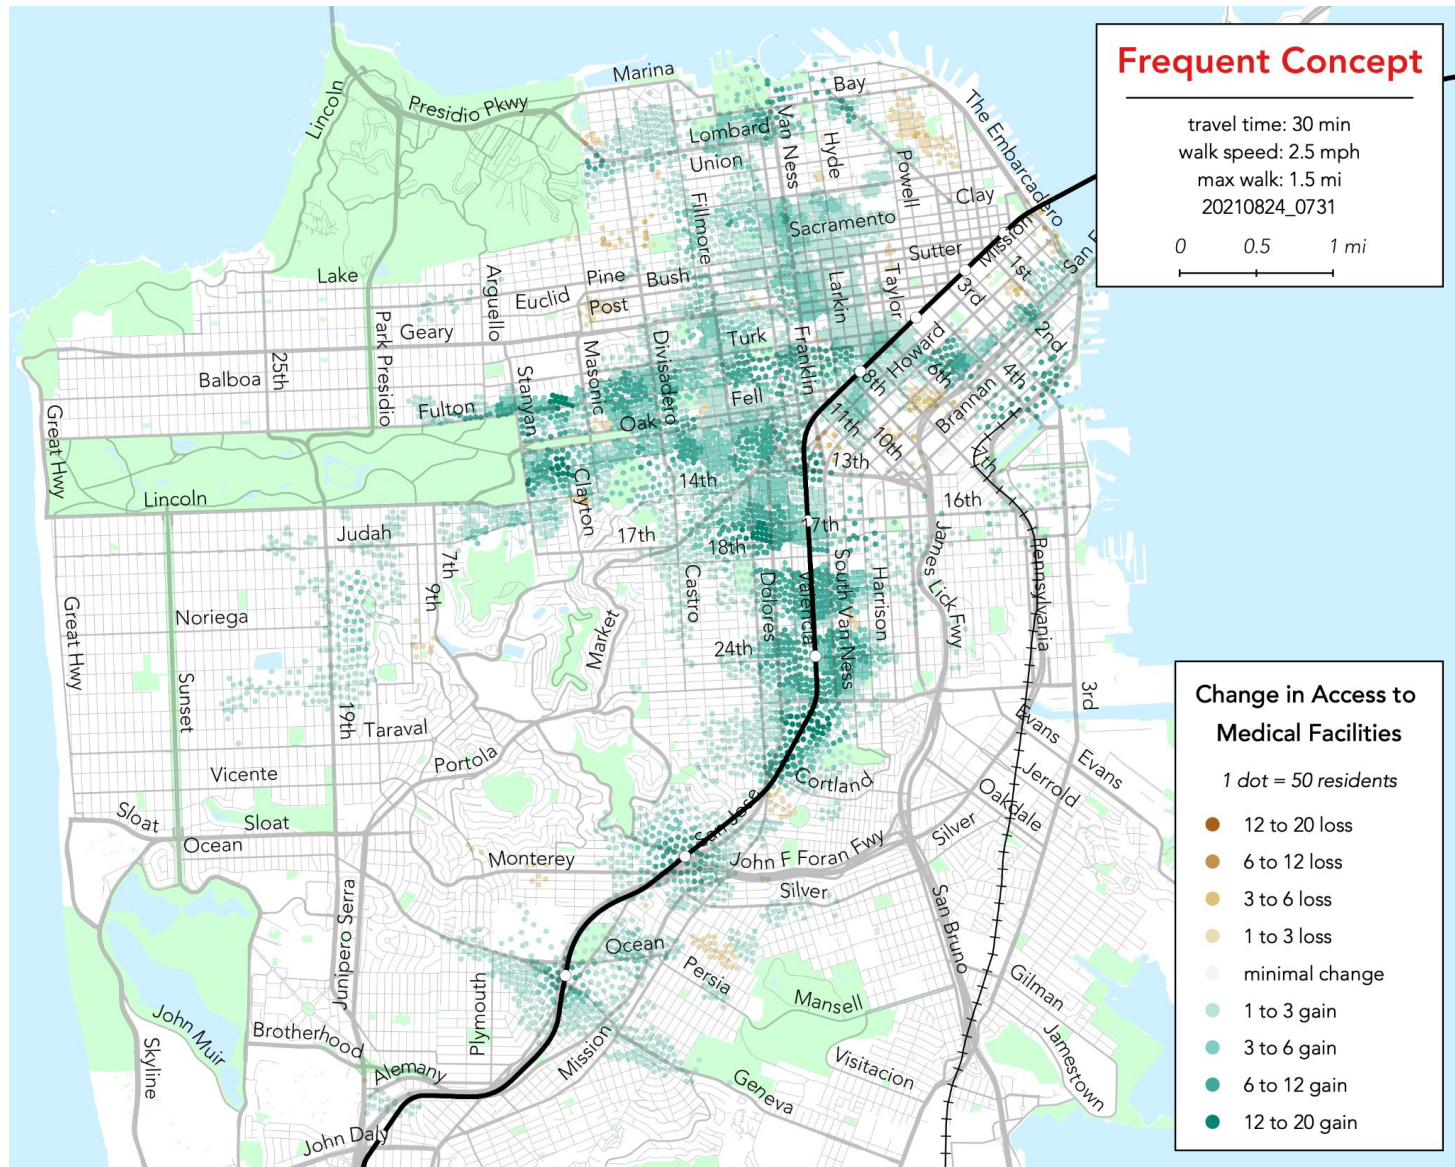 Frequent Concept
travel time: 30 min
walk speed: 2.5 mph
max walk: 1.5 mi
20210824_0731
0 0.5 1 mi
Marina
Bay
The Embarcadero
Lincoln
Presidio Pkwy
Lombard
Van Ness
Hyde
Union
Powell
Clay
Fillmore
Sacramento
Mission
Sutter
1st
Lake
Arguello
Pine
Bush
Larkin
Taylor
3rd
Euclid
Post
Geary
Park Presidio
Turk
Franklin
Howard
2nd
25th
Balboa
Stanyan
Masonic
Divisadero
8th
6th
4th
Fulton
Oak
Fell
11th
Brannan
Great Hwy
10th
13th
7th
Lincoln
Clayton
14th
16th
Judah
17th
17th
18th
7th
9th
Castro
Dolores
Valencia
South Van Ness
Harrison
James Lick Fwy
Pennsylvania
Great Hwy
Noriega
Market
24th
Sunset
19th
Taraval
3rd
Portola
Evans
Vicente
Cortland
Jerrold
Evans
Sloat
Sloat
San Jose
Oakdale
Ocean
Silver
Monterey
John F Foran Fwy
Silver
Junipero Serra
San Bruno
Ocean
Persia
Gilman
Plymouth
Mansell
John Muir
Brotherhood
Skyline
Mission
Jamestown
Alemany
Visitacion
Geneva
John Daly
Change in Access to
Medical Facilities
1 dot = 50 residents
12 to 20 loss
6 to 12 loss
3 to 6 loss
1 to 3 loss
minimal change
1 to 3 gain
3 to 6 gain
6 to 12 gain
12 to 20 gain